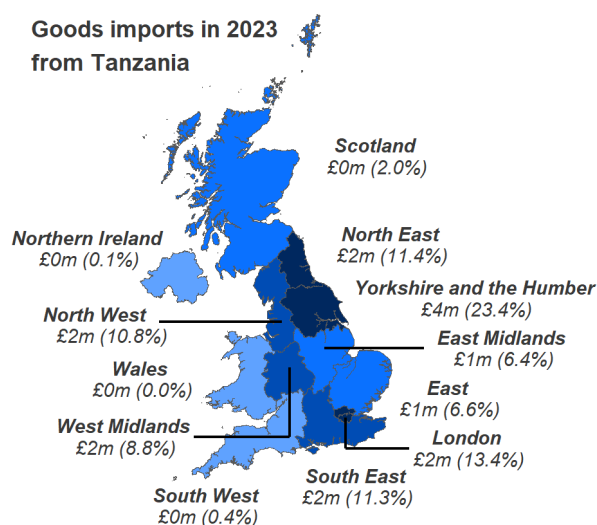 Goods imports in 2023
from Tanzania
Scotland
£0m (2.0%)
Northern Ireland
£0m (0.1%)
North East
£2m (11.4%)
Yorkshire and the Humber
£4m (23.4%)
North West
£2m (10.8%)
East Midlands
£1m (6.4%)
Wales
£0m (0.0%)
East
£1m (6.6%)
West Midlands
£2m (8.8%)
London
£2m (13.4%)
South East
£2m (11.3%)
South West
£0m (0.4%)